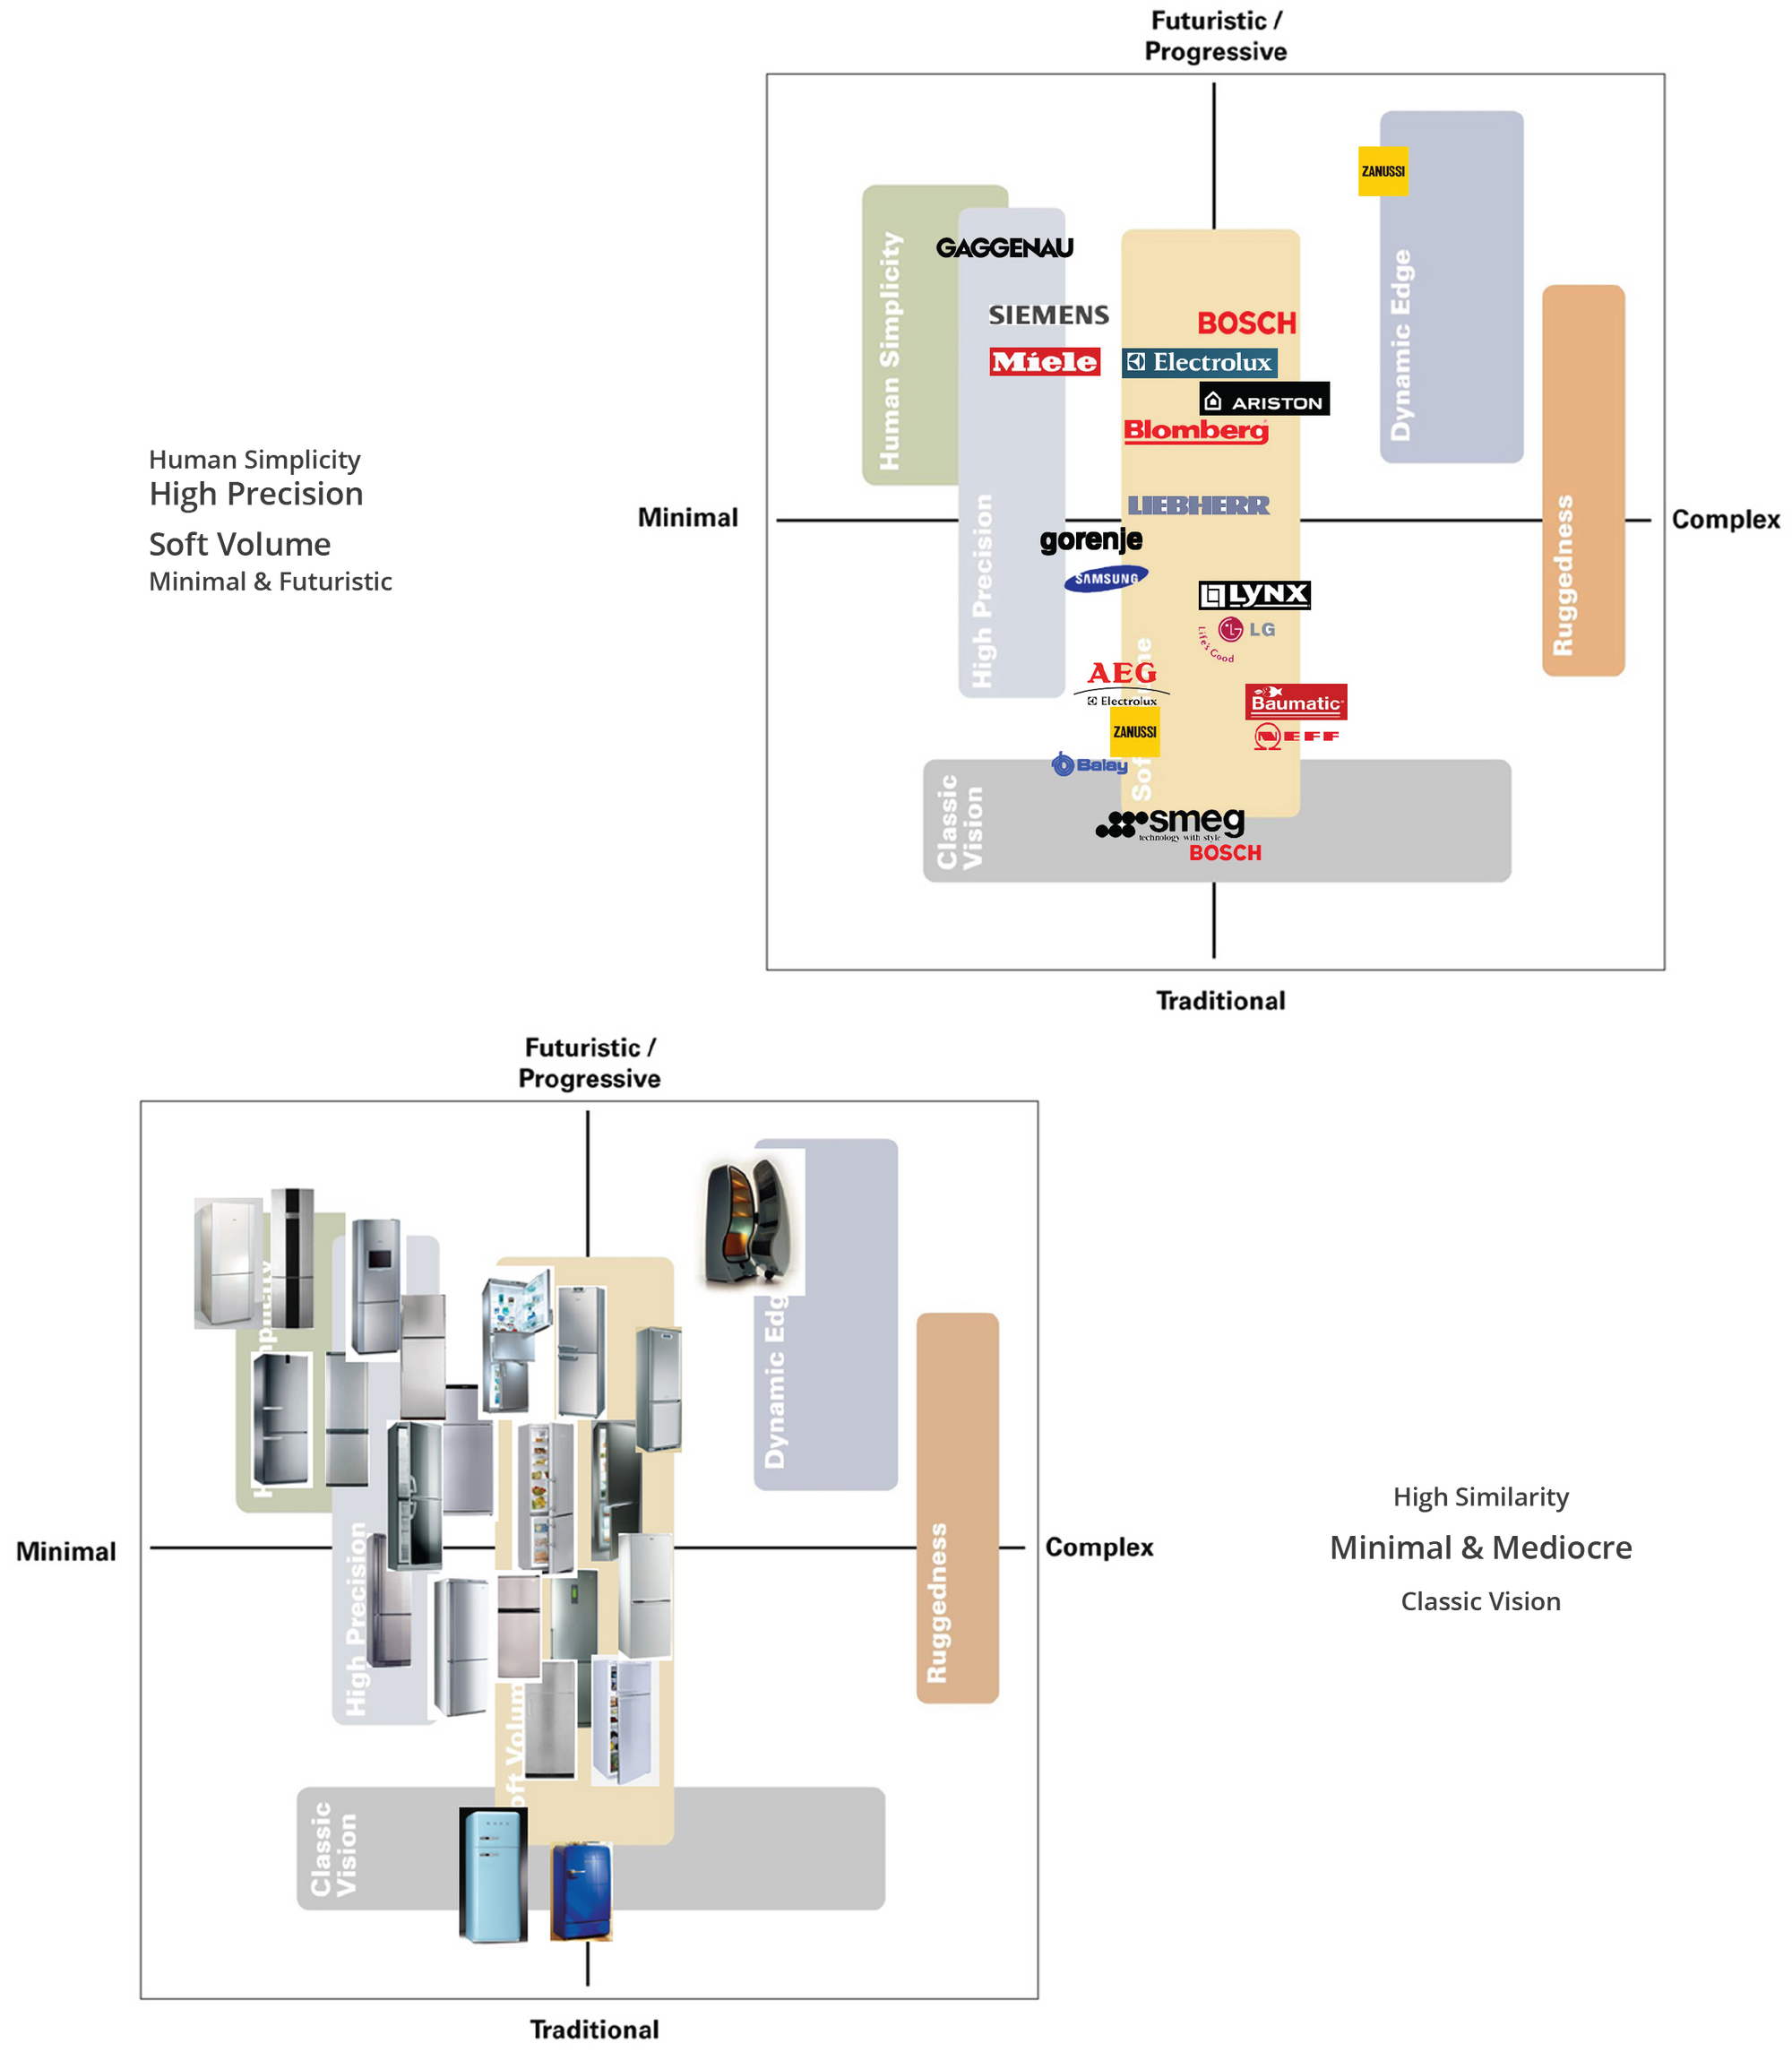 Futuristic /
Progressive
ZANUSSI
Human Simplicity
GAGGENAU
SIEMENS
BOSCH
Miele
Electrolux
ARISTON
Blomberg
Dynamic Edge
Human Simplicity
High Precision
Soft Volume
Minimal & Futuristic
Minimal
LIEBHERR
Complex
gorenje
SAMSUNG
High Precision
LYNX
LG
Life's Good
Ruggedness
AEG
Electrolux
Baumatic
ZANUSSI
NEFF
Balay
Classic
Vision
smeg
technology with style
BOSCH
Traditional
Futuristic /
Progressive
Dynamic Edg
High Similarity
Minimal
Complex
Minimal & Mediocre
Classic Vision
High Precision
Ruggedness
oft Volum
Classic
Vision
Traditional